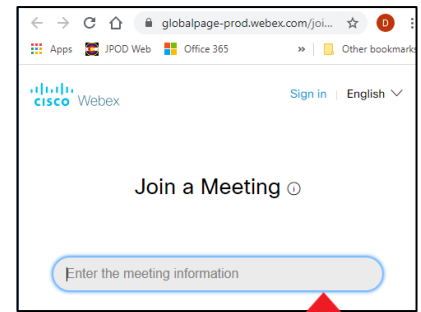 globalpage-prod.webex.com/joi... D
Apps JPOD Web Office 365 » Other bookmarks
CISCO Webex Sign in | English
Join a Meeting
Enter the meeting information